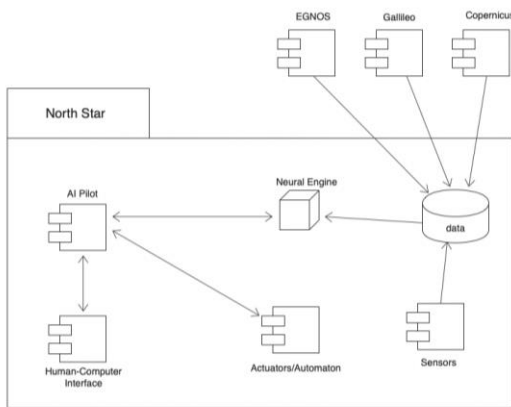 EGNOS
Gallileo
Copernicus
North Star
AI Pilot
Neural Engine
data
Human-Computer
Interface
Actuators/Automaton
Sensors